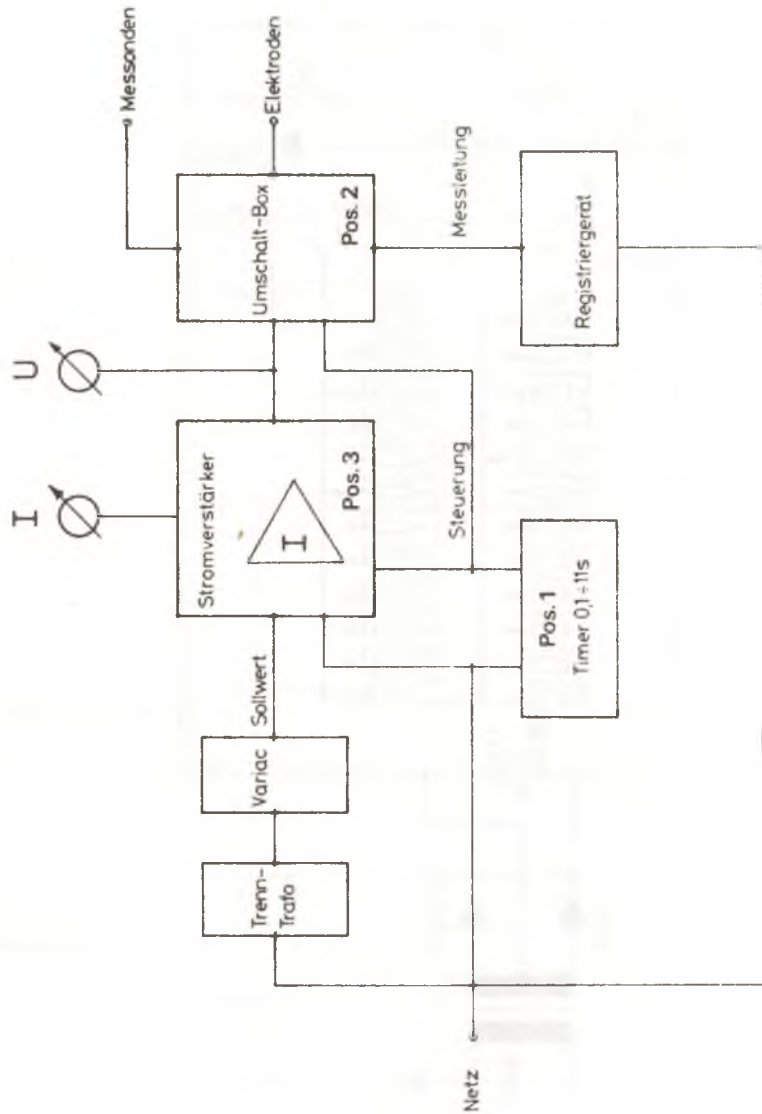 I
U
Messonden
Stromverstärker
Trenn-
Trafo
Variac
Sollwert
I
Umschalt-Box
Elektroden
Pos. 3
Pos. 2
Steuerung
Messleitung
Netz
Pos. 1
Timer 0,1÷11s
Registriergerät